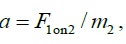 a = F₁ₒₙ₂ / m₂ ,